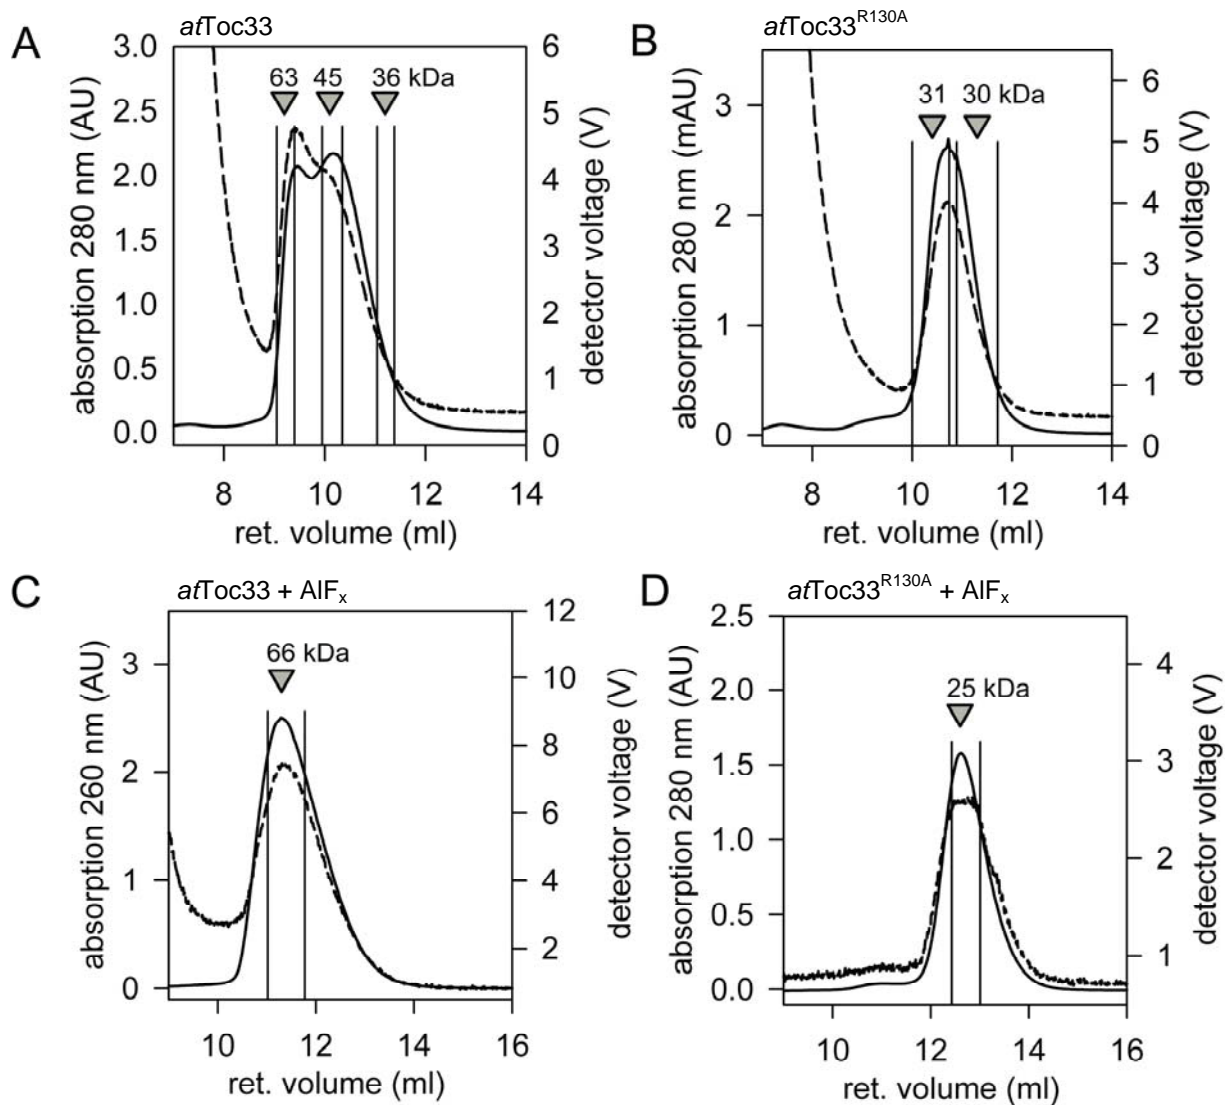 A
atToc33
63 45 36 kDa
absorption 280 nm (AU)
3.0
2.5
2.0
1.5
1.0
0.5
0.0
6
5
4
3
2
1
0
detector voltage (V)
8 10 12 14
ret. volume (ml)
B
atToc33R130A
31 30 kDa
absorption 280 nm (mAU)
3
2
1
0
6
5
4
3
2
1
0
detector voltage (V)
8 10 12 14
ret. volume (ml)
C
atToc33 + AlFx
66 kDa
absorption 260 nm (AU)
3
2
1
0
12
10
8
6
4
2
detector voltage (V)
10 12 14 16
ret. volume (ml)
D
atToc33R130A + AlFx
25 kDa
absorption 280 nm (AU)
2.5
2.0
1.5
1.0
0.5
0.0
4
3
2
1
detector voltage (V)
10 12 14 16
ret. volume (ml)